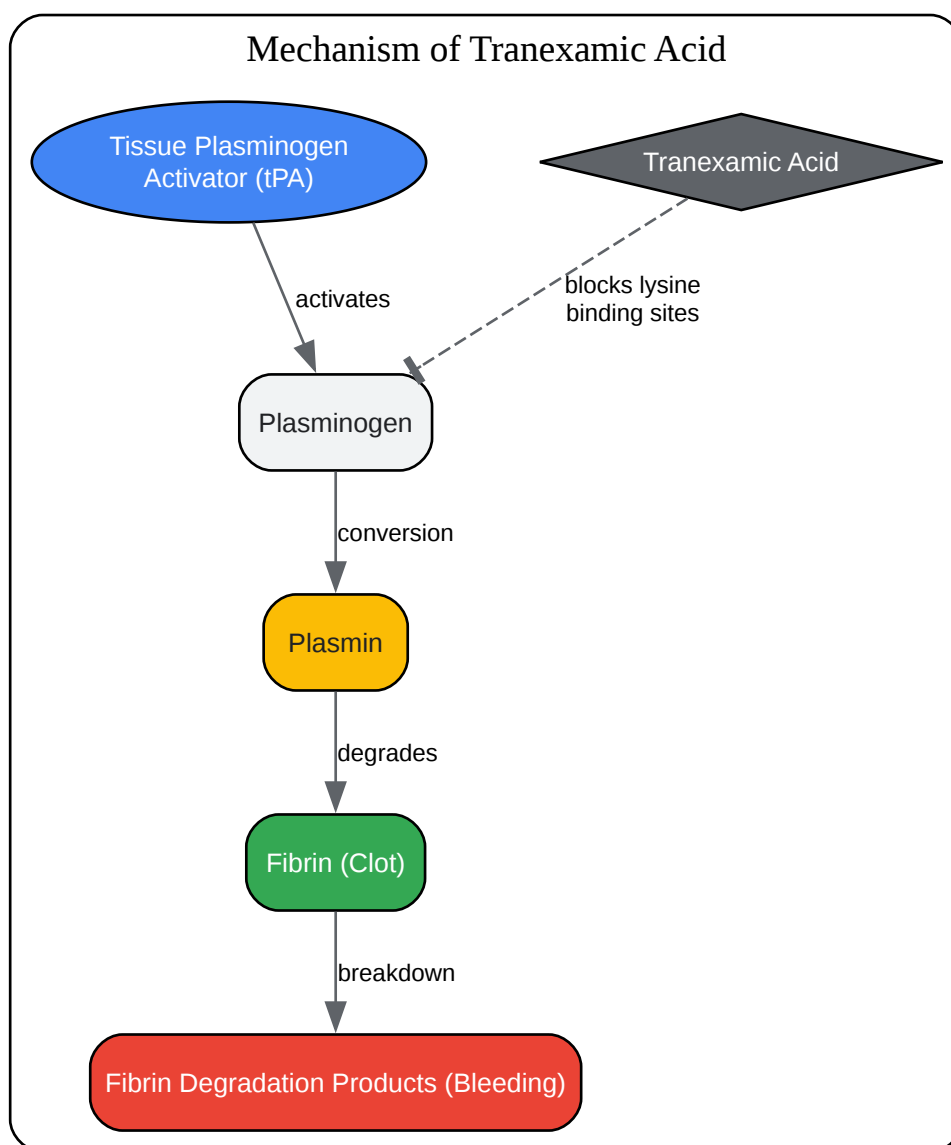 Mechanism of Tranexamic Acid
Tissue Plasminogen
Activator (tPA)
Tranexamic Acid
activates
blocks lysine
binding sites
Plasminogen
conversion
Plasmin
degrades
Fibrin (Clot)
breakdown
Fibrin Degradation Products (Bleeding)